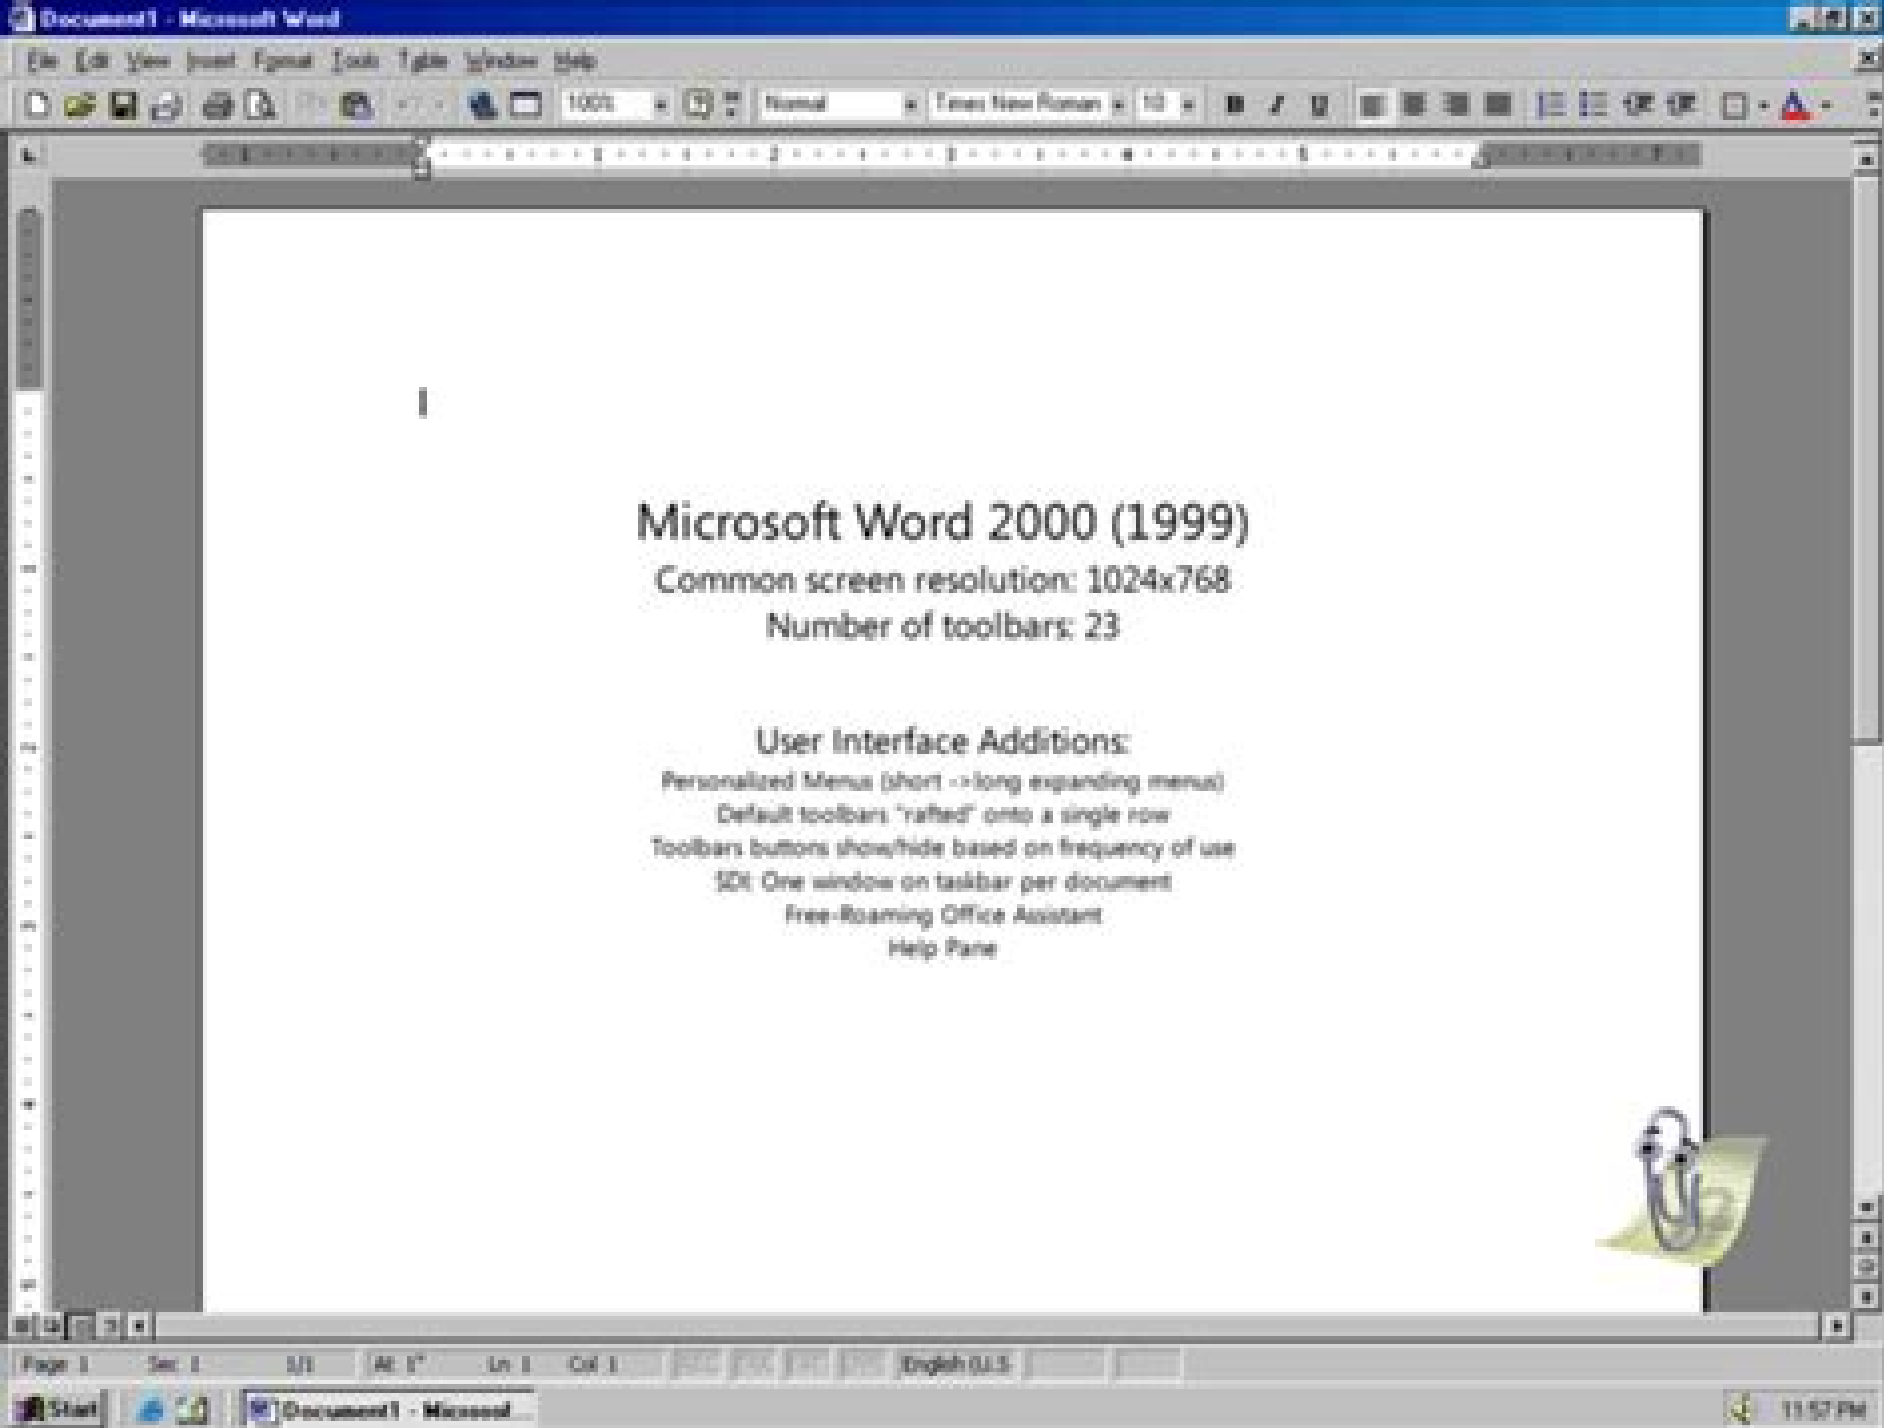 Document1 - Microsoft Word
File Edit View Insert Format Tools Table Window Help
100% Normal Times New Roman 10 B I U A
Microsoft Word 2000 (1999)
Common screen resolution: 1024x768
Number of toolbars: 23
User Interface Additions:
Personalized Menus (short ->long expanding menus)
Default toolbars "rafted" onto a single row
Toolbars buttons show/hide based on frequency of use
SDI: One window on taskbar per document
Free-Roaming Office Assistant
Help Pane
Page 1 Sec 1 1/1 At 1" Ln 1 Col 1 English (U.S
Start Document1 - Microsof... 11:57 PM